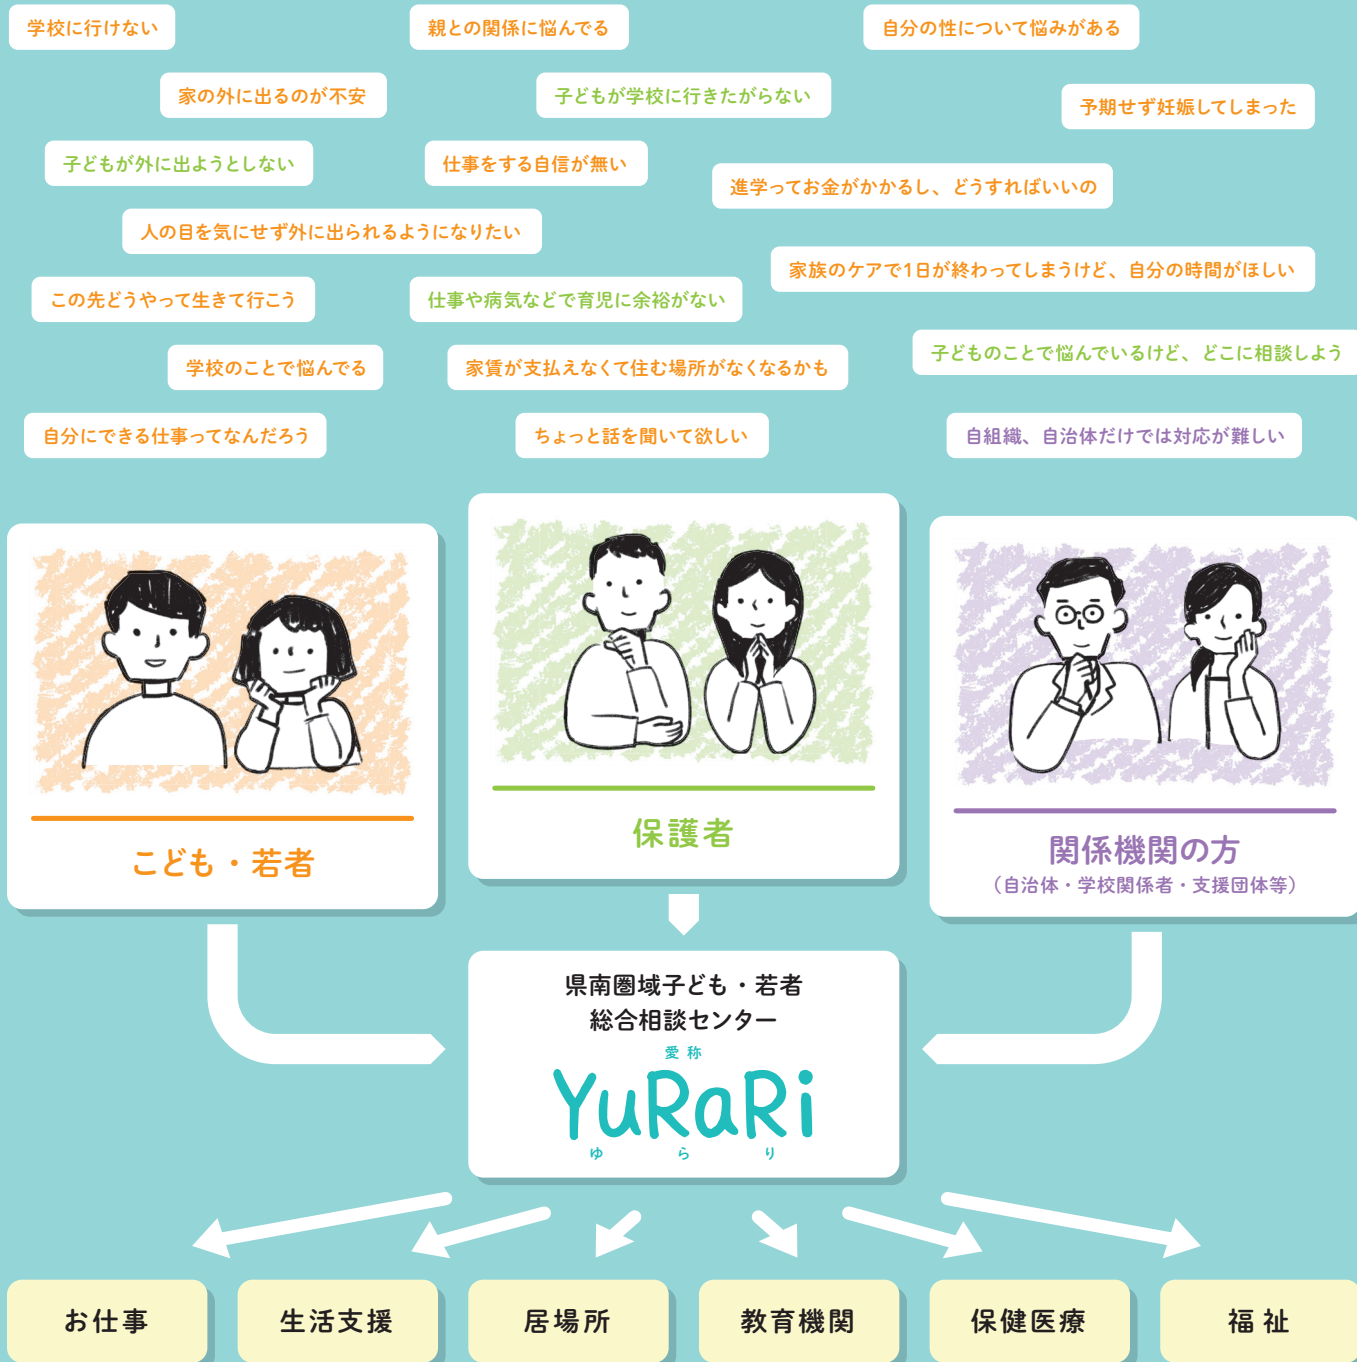 学校に行けない
親との関係に悩んでる
自分の性について悩みがある
家の外に出るのが不安
子どもが学校に行きたがらない
予期せず妊娠してしまった
子どもが外に出ようとしない
仕事をする自信が無い
進学ってお金がかかるし、どうすればいいの
人の目を気にせず外に出られるようになりたい
家族のケアで1日が終わってしまうけど、自分の時間がほしい
この先どうやって生きて行こう
仕事や病気などで育児に余裕がない
子どものことで悩んでいるけど、どこに相談しよう
学校のことで悩んでる
家賃が支払えなくて住む場所がなくなるかも
自分にできる仕事ってなんだろう
ちょっと話を聞いて欲しい
自組織、自治体だけでは対応が難しい
こども・若者
保護者
関係機関の方
（自治体・学校関係者・支援団体等）
県南圏域子ども・若者
総合相談センター
愛称
YuRaRi
ゆ ら り
お仕事
生活支援
居場所
教育機関
保健医療
福祉